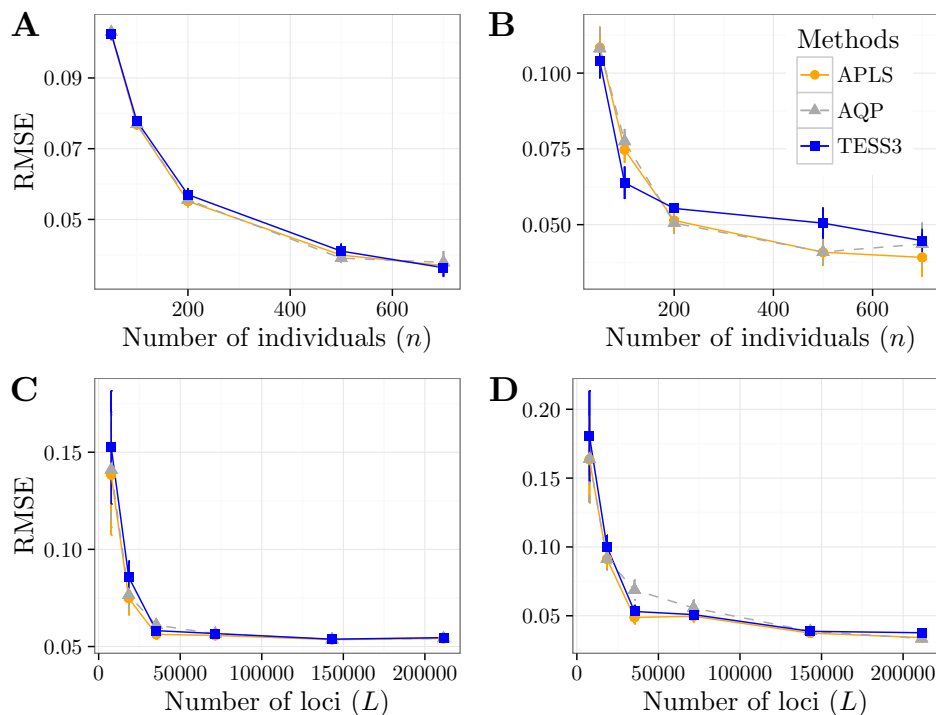 A
B
RMSE
0.09
0.07
0.05
200
400
600
Number of individuals (n)
0.100
0.075
0.050
Methods
APLS
AQP
TESS3
200
400
600
Number of individuals (n)
C
D
RMSE
0.15
0.10
0.05
0
50000
100000
150000
200000
Number of loci (L)
0.20
0.15
0.10
0.05
0
50000
100000
150000
200000
Number of loci (L)